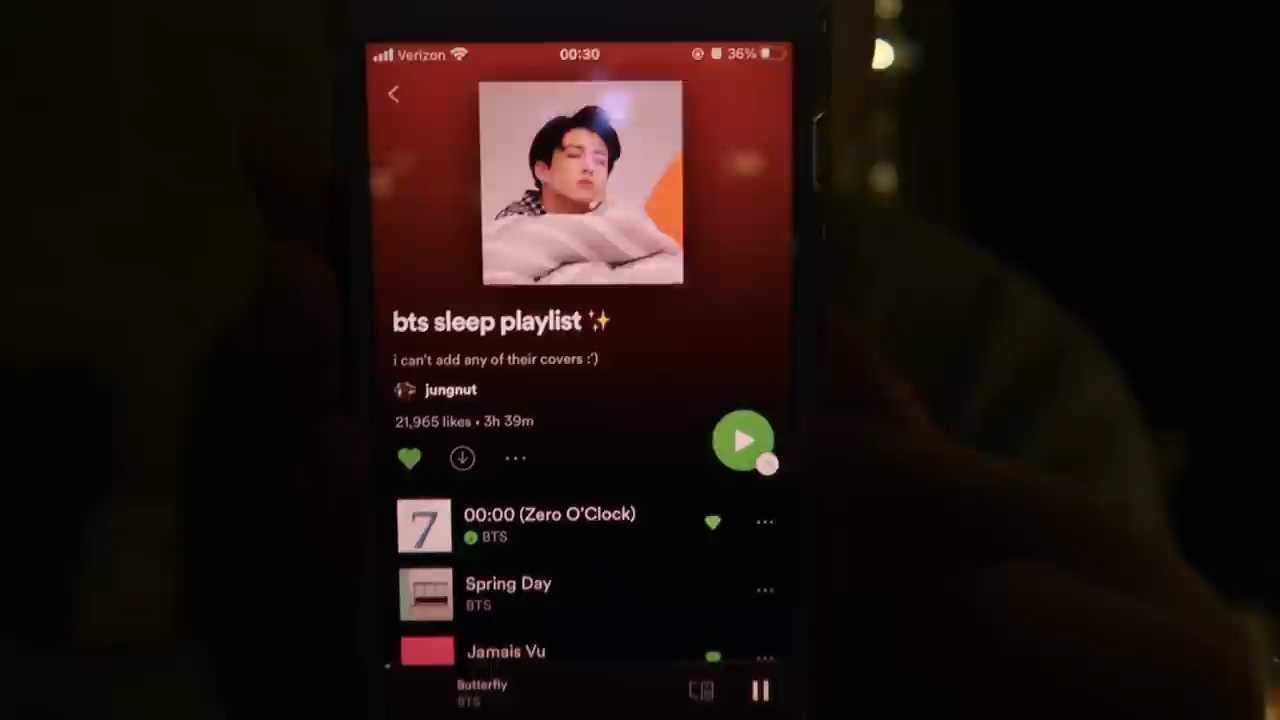 Verizon 00:30 36%
bts sleep playlist ✨
i can't add any of their covers :')
jungnut
21,965 likes • 3h 39m
7
00:00 (Zero O'Clock)
BTS
Spring Day
BTS
Jamais Vu
Butterfly
BTS